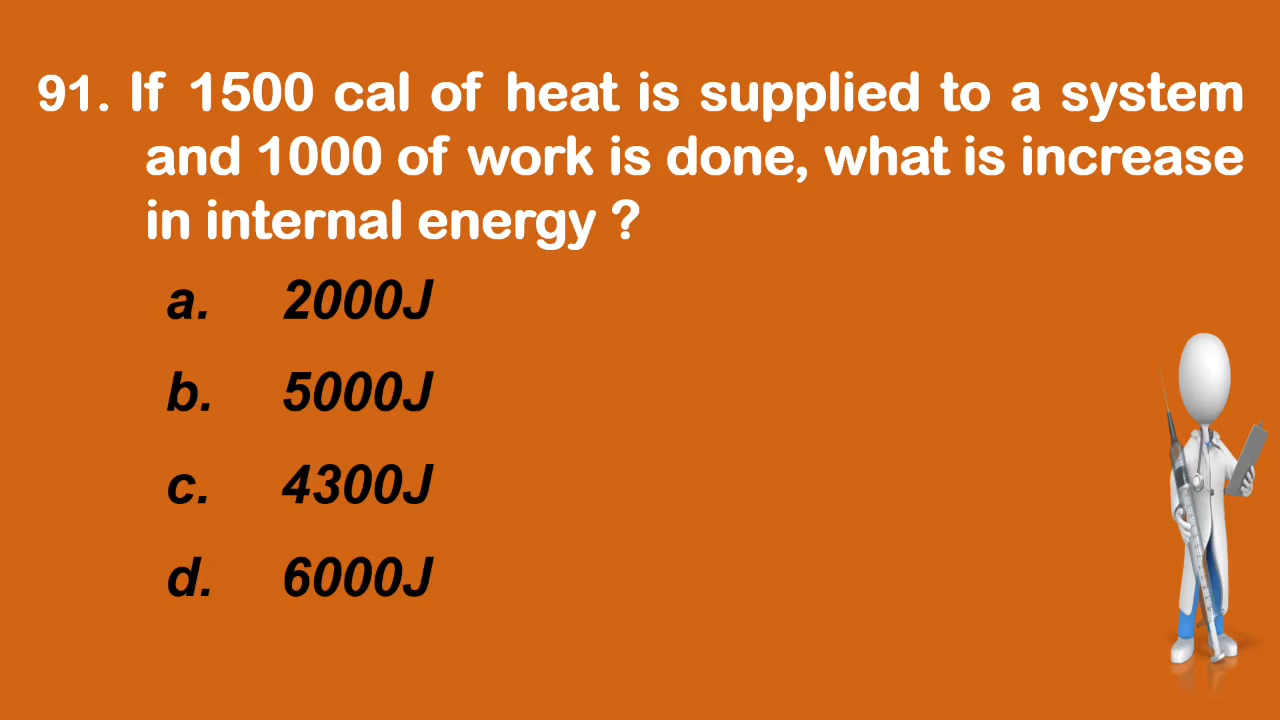 91. If 1500 cal of heat is supplied to a system
and 1000 of work is done, what is increase
in internal energy ?
a. 2000J
b. 5000J
c. 4300J
d. 6000J